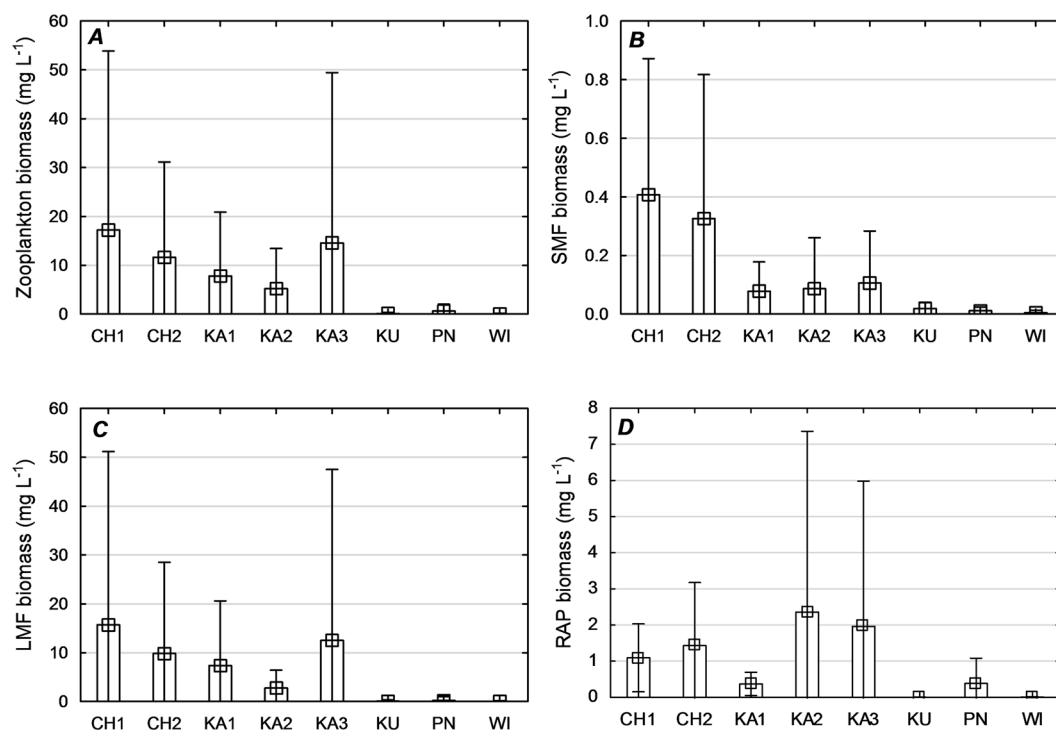 A
Zooplankton biomass (mg L⁻¹)
60
50
40
30
20
10
0
CH1 CH2 KA1 KA2 KA3 KU PN WI
B
SMF biomass (mg L⁻¹)
1.0
0.8
0.6
0.4
0.2
0.0
CH1 CH2 KA1 KA2 KA3 KU PN WI
C
LMF biomass (mg L⁻¹)
60
50
40
30
20
10
0
CH1 CH2 KA1 KA2 KA3 KU PN WI
D
RAP biomass (mg L⁻¹)
8
7
6
5
4
3
2
1
0
CH1 CH2 KA1 KA2 KA3 KU PN WI